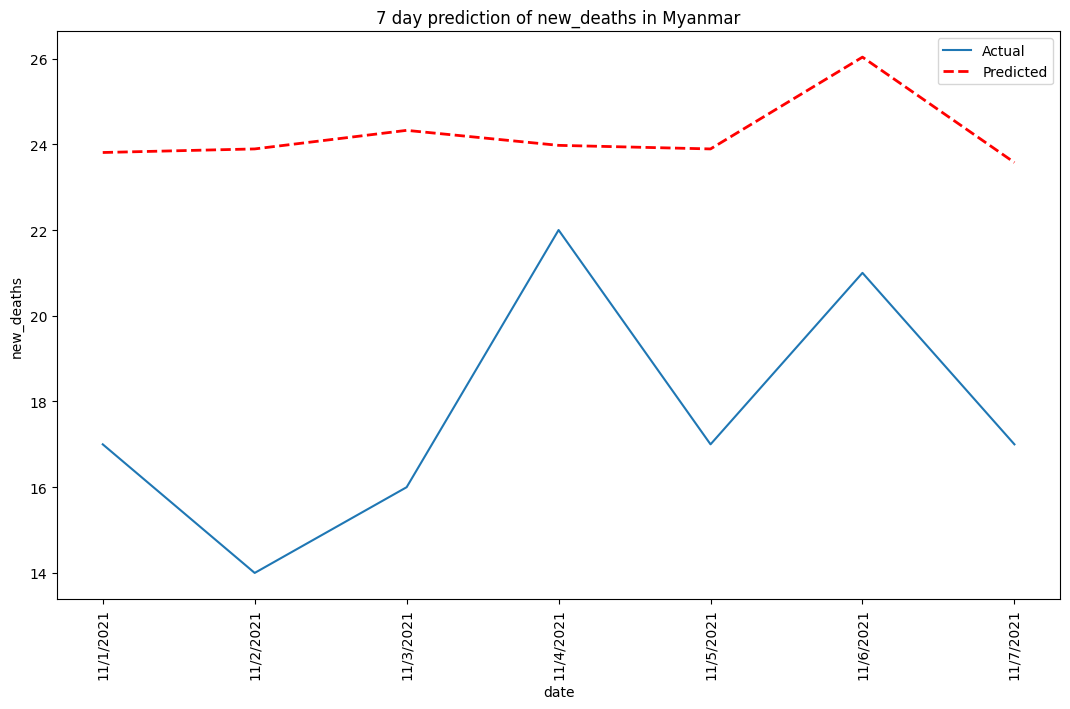 7 day prediction of new_deaths in Myanmar
Actual
Predicted
26
24
22
20
18
16
14
new_deaths
11/1/2021
11/2/2021
11/3/2021
11/4/2021
11/5/2021
11/6/2021
11/7/2021
date